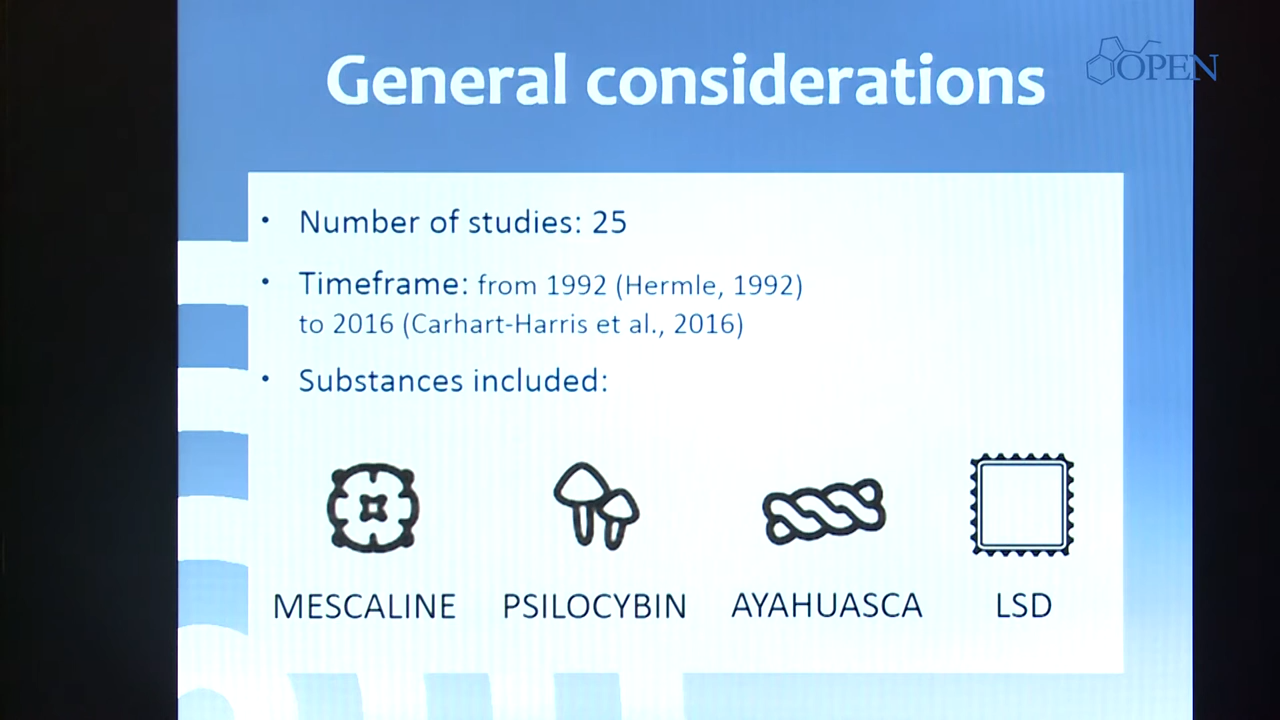 General considerations
OPEN
• Number of studies: 25
• Timeframe: from 1992 (Hermle, 1992)
to 2016 (Carhart-Harris et al., 2016)
• Substances included:
MESCALINE PSILOCYBIN AYAHUASCA LSD